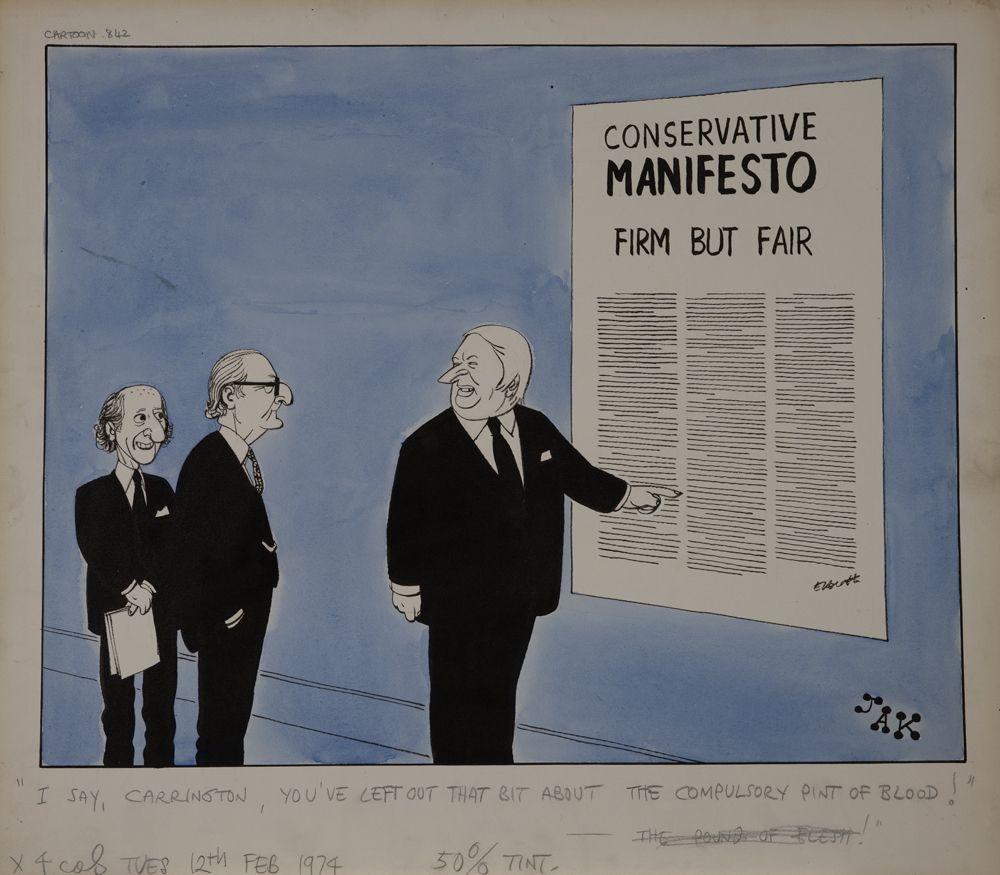 CARTOON. 842
CONSERVATIVE
MANIFESTO
FIRM BUT FAIR
JAK
"I SAY, CARRINGTON, YOU'VE LEFT OUT THAT BIT ABOUT THE COMPULSORY PINT OF BLOOD!"
— THE POUND OF FLESH!"
X 4 cols TUES 12th FEB 1974 50% TINT-